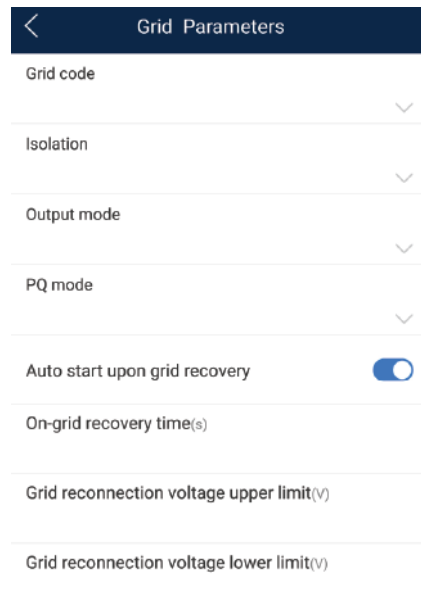 Grid Parameters
Grid code
Isolation
Output mode
PQ mode
Auto start upon grid recovery
On-grid recovery time(s)
Grid reconnection voltage upper limit(V)
Grid reconnection voltage lower limit(V)